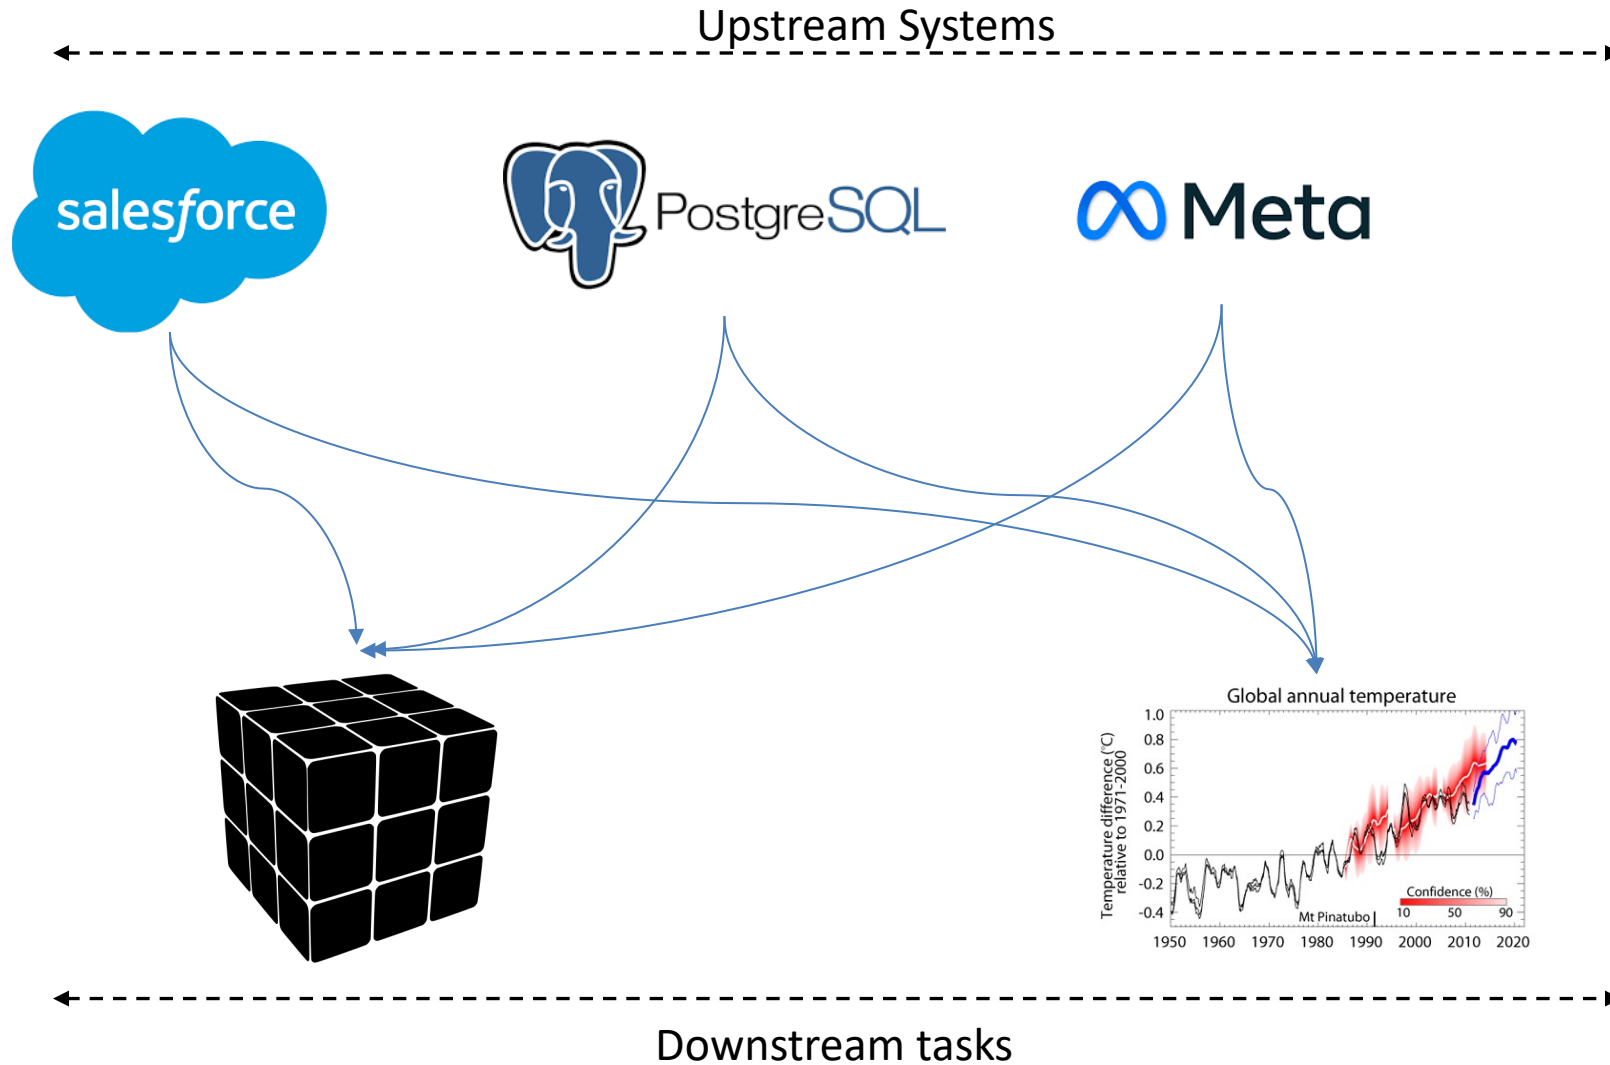 Upstream Systems
salesforce
PostgreSQL
Meta
Global annual temperature
Temperature difference (°C)
relative to 1971-2000
1.0
0.8
0.6
0.4
0.2
0.0
-0.2
-0.4
Confidence (%)
10 50 90
Mt Pinatubo
1950 1960 1970 1980 1990 2000 2010 2020
Downstream tasks